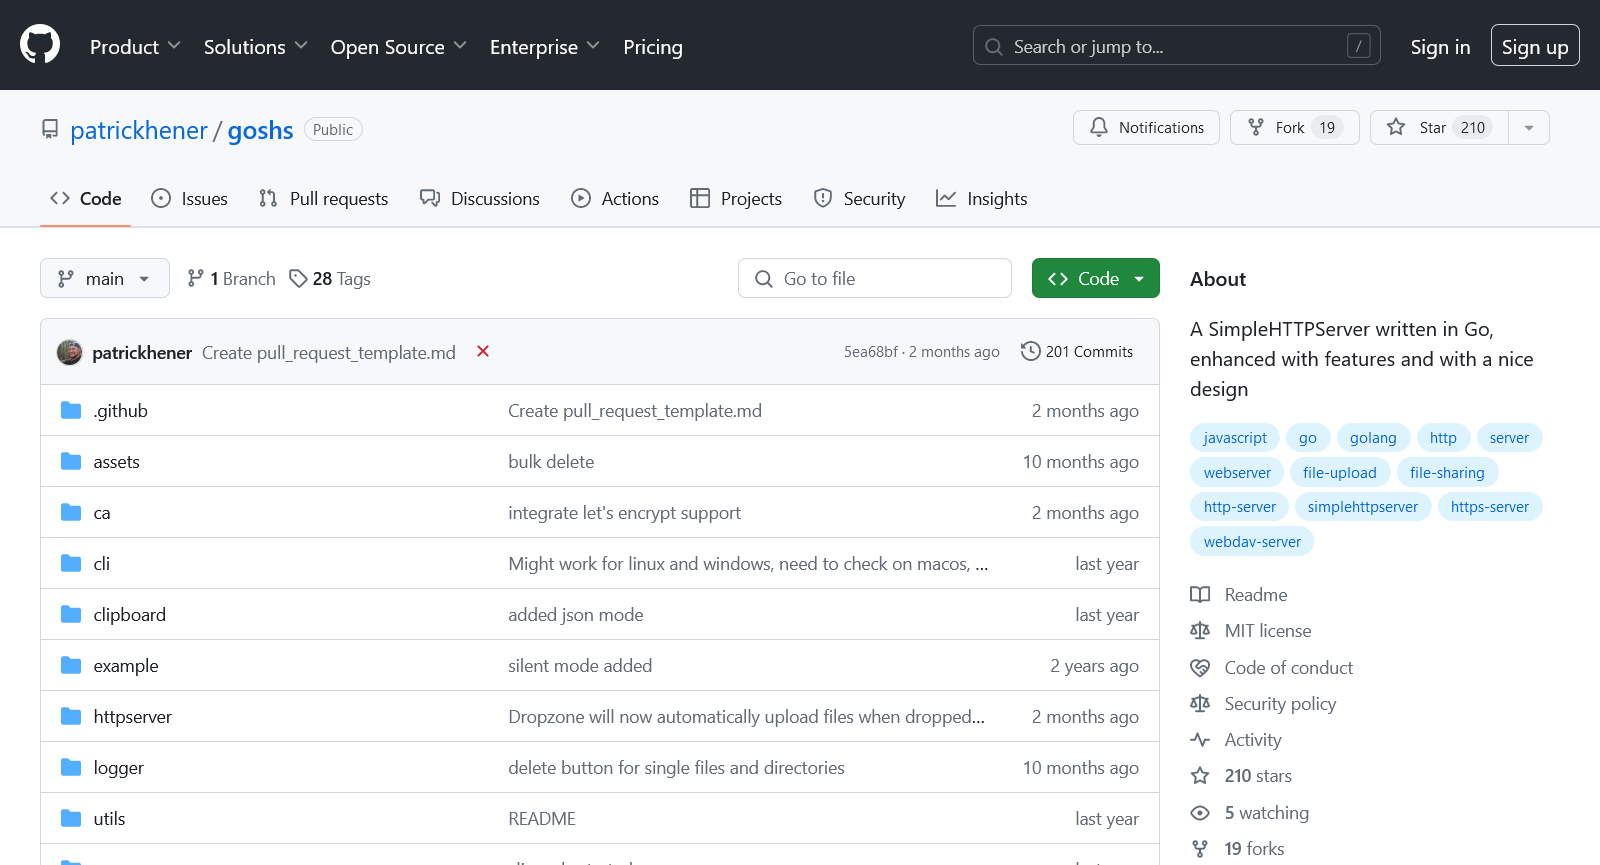 Product Solutions Open Source Enterprise Pricing Search or jump to... / Sign in Sign up
patrickhener / goshs Public Notifications Fork 19 Star 210
Code Issues Pull requests Discussions Actions Projects Security Insights
main 1 Branch 28 Tags Go to file Code
patrickhener Create pull_request_template.md 5ea68bf · 2 months ago 201 Commits
.github Create pull_request_template.md 2 months ago
assets bulk delete 10 months ago
ca integrate let's encrypt support 2 months ago
cli Might work for linux and windows, need to check on macos, ... last year
clipboard added json mode last year
example silent mode added 2 years ago
httpserver Dropzone will now automatically upload files when dropped... 2 months ago
logger delete button for single files and directories 10 months ago
utils README last year
About
A SimpleHTTPServer written in Go,
enhanced with features and with a nice
design
javascript go golang http server
webserver file-upload file-sharing
http-server simplehttpserver https-server
webdav-server
Readme
MIT license
Code of conduct
Security policy
Activity
210 stars
5 watching
19 forks